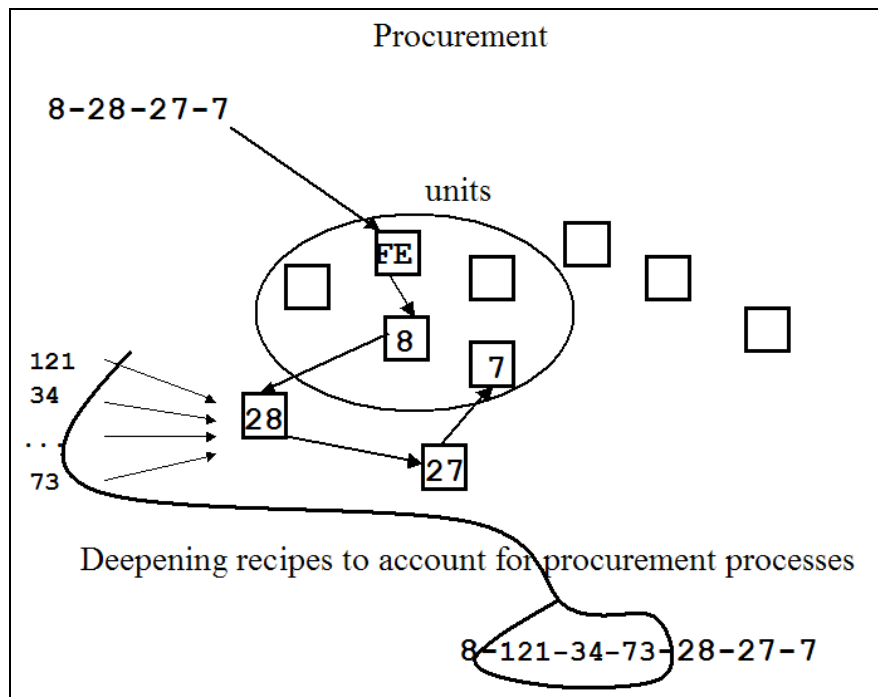 Procurement
8-28-27-7
units
FE
8
7
121
34
28
...
27
73
Deepening recipes to account for procurement processes
8-121-34-73-28-27-7